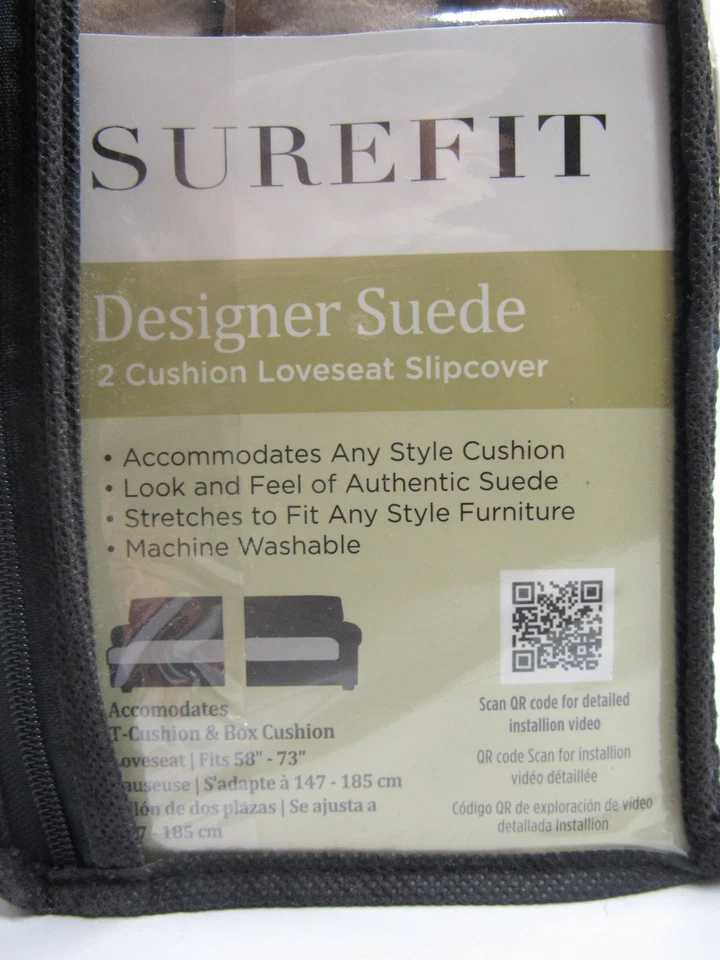 SUREFIT
Designer Suede
2 Cushion Loveseat Slipcover
• Accommodates Any Style Cushion
• Look and Feel of Authentic Suede
• Stretches to Fit Any Style Furniture
• Machine Washable
Accomodates
T-Cushion & Box Cushion
Loveseat | Fits 58" - 73"
| S'adapte à 147 - 185 cm
de dos plazas | Se ajusta a
- 185 cm
Scan QR code for detailed
installion video
QR code Scan for installion
vidéo détaillée
Código QR de exploración de vídeo
detallada Installion